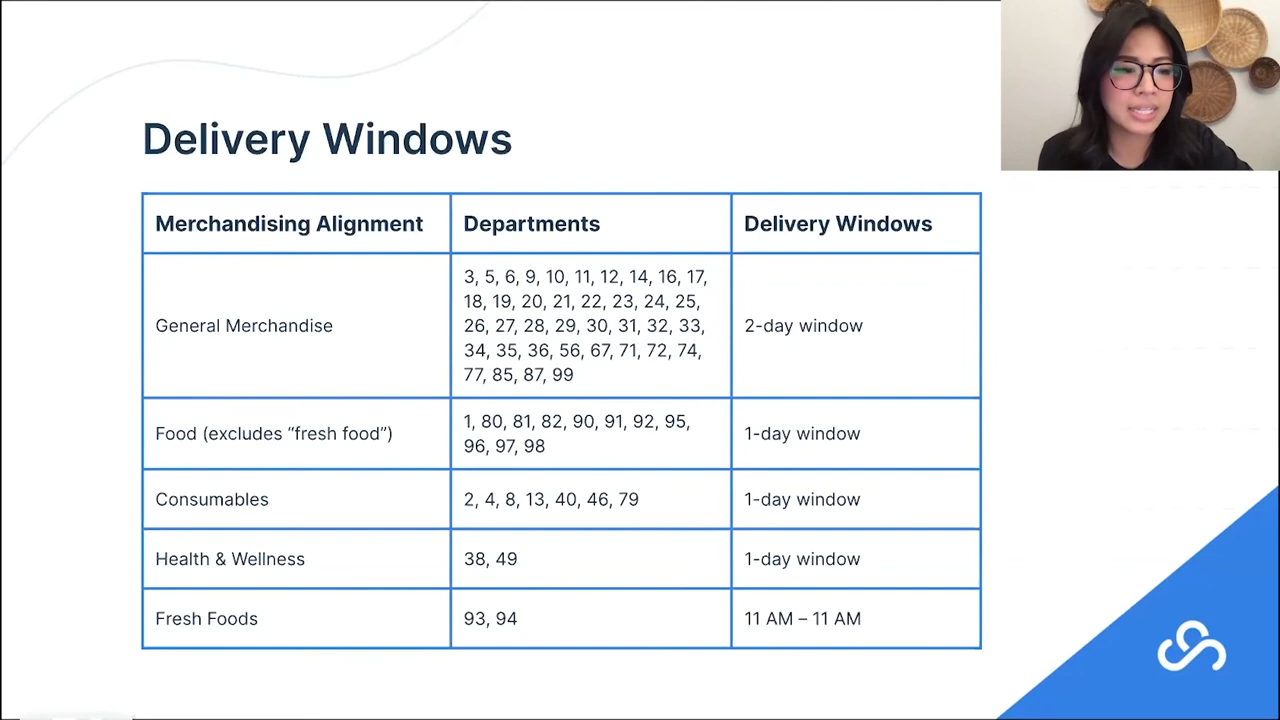 Delivery Windows
Merchandising Alignment
Departments
Delivery Windows
General Merchandise
3, 5, 6, 9, 10, 11, 12, 14, 16, 17,
18, 19, 20, 21, 22, 23, 24, 25,
26, 27, 28, 29, 30, 31, 32, 33,
34, 35, 36, 56, 67, 71, 72, 74,
77, 85, 87, 99
2-day window
Food (excludes “fresh food”)
1, 80, 81, 82, 90, 91, 92, 95,
96, 97, 98
1-day window
Consumables
2, 4, 8, 13, 40, 46, 79
1-day window
Health & Wellness
38, 49
1-day window
Fresh Foods
93, 94
11 AM – 11 AM